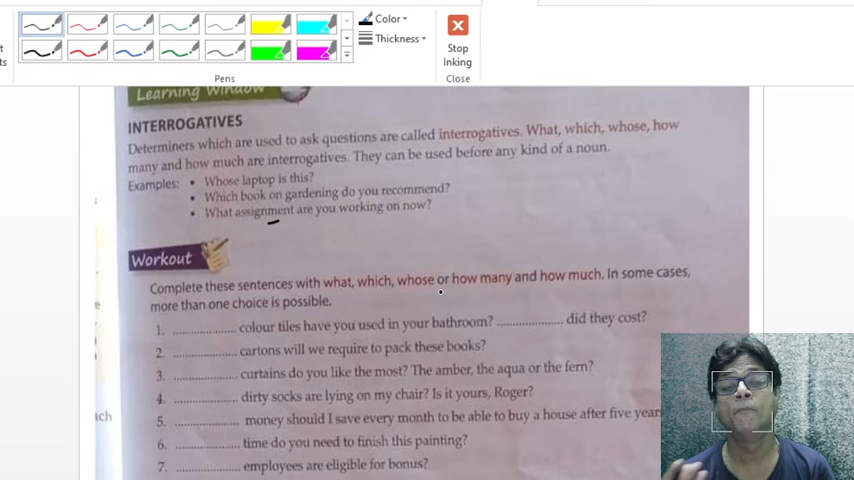 Color
Thickness
Stop
Inking
Pens
Close
Learning Window
INTERROGATIVES
Determiners which are used to ask questions are called interrogatives. What, which, whose, how
many and how much are interrogatives. They can be used before any kind of a noun.
Examples: • Whose laptop is this?
• Which book on gardening do you recommend?
• What assignment are you working on now?
Workout
Complete these sentences with what, which, whose or how many and how much. In some cases,
more than one choice is possible.
1. .................... colour tiles have you used in your bathroom? .................... did they cost?
2. .................... cartons will we require to pack these books?
3. .................... curtains do you like the most? The amber, the aqua or the fern?
4. .................... dirty socks are lying on my chair? Is it yours, Roger?
5. .................... money should I save every month to be able to buy a house after five year
6. .................... time do you need to finish this painting?
7. .................... employees are eligible for bonus?